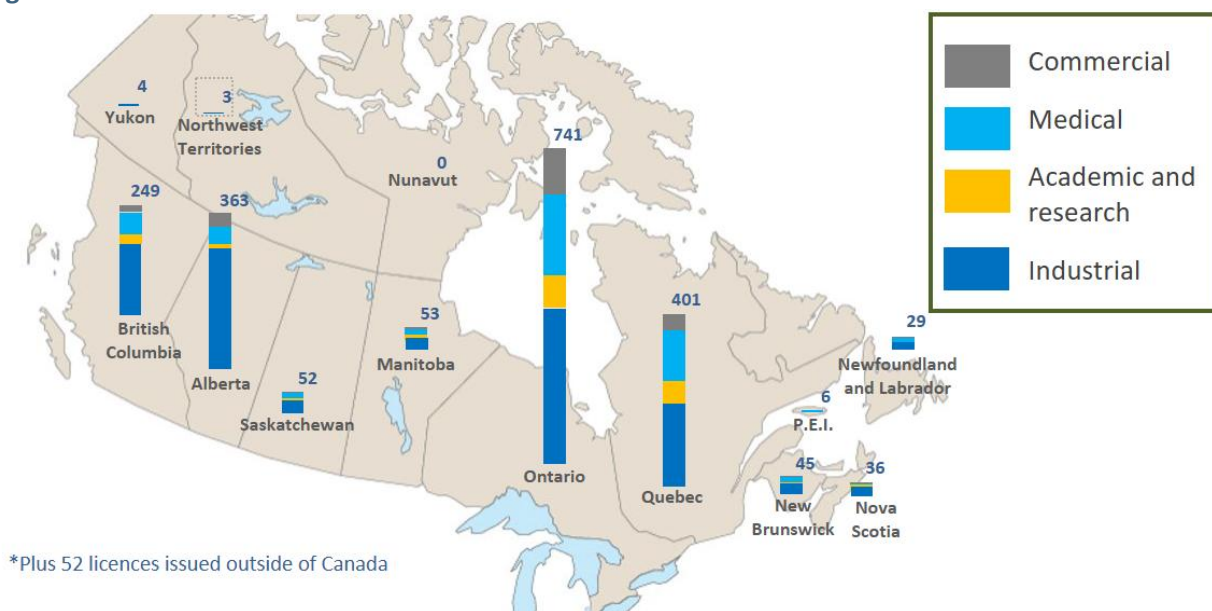 Commercial
Medical
Academic and
research
Industrial
4
Yukon
3
Northwest
Territories
0
Nunavut
741
Ontario
249
British
Columbia
363
Alberta
52
Saskatchewan
53
Manitoba
401
Quebec
29
Newfoundland
and Labrador
6
P.E.I.
45
New
Brunswick
36
Nova
Scotia
*Plus 52 licences issued outside of Canada